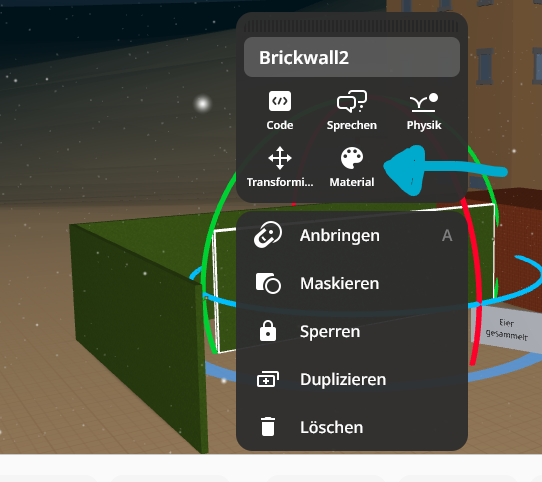 Brickwall2
Code Sprechen Physik
Transformi... Material
Anbringen A
Maskieren
Sperren
Eier
gesammelt
Duplizieren
Löschen